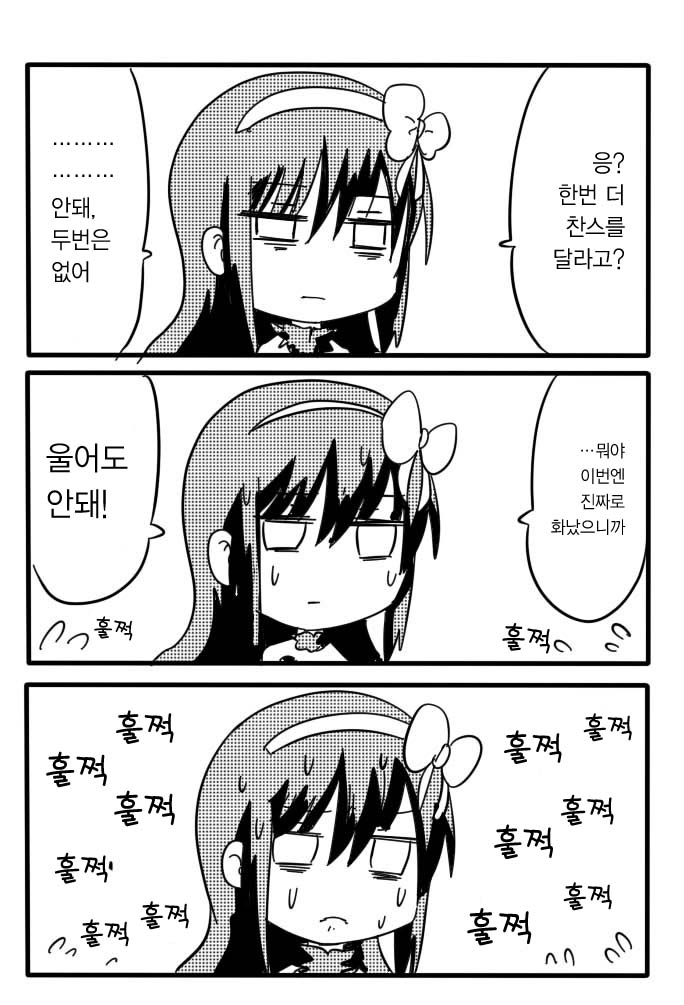 응?
한번 더
찬스를
달라고?
………
………
안돼,
두번은
없어
…뭐야
이번엔
진짜로
화났으니까
울어도
안돼!
훌쩍
훌쩍
훌쩍
훌쩍
훌쩍
훌쩍
훌쩍
훌쩍
훌쩍
훌쩍
훌쩍
훌쩍
훌쩍
훌쩍